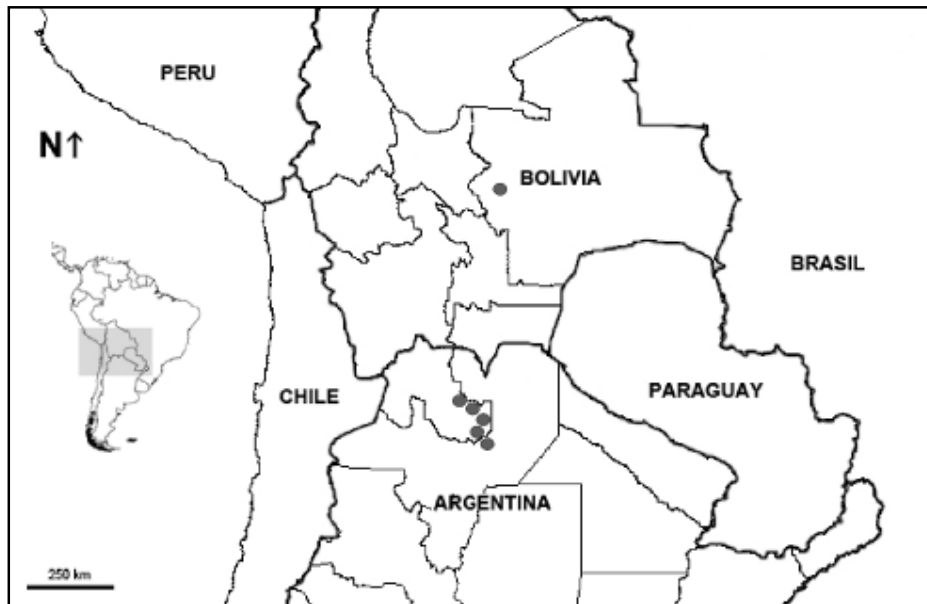 PERU
N↑
BOLIVIA
BRASIL
CHILE
PARAGUAY
ARGENTINA
250 km